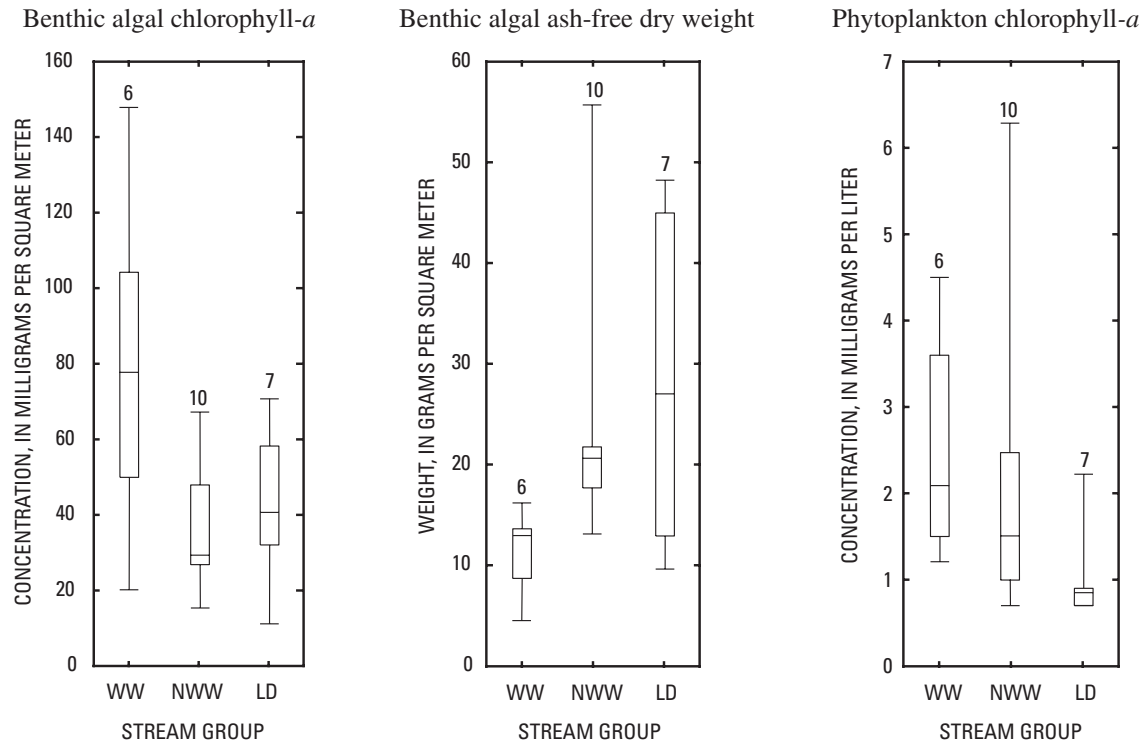 Benthic algal chlorophyll-a
CONCENTRATION, IN MILLIGRAMS PER SQUARE METER
160
140
120
100
80
60
40
20
0
6
10
7
WW NWW LD
STREAM GROUP
Benthic algal ash-free dry weight
WEIGHT, IN GRAMS PER SQUARE METER
60
50
40
30
20
10
0
6
10
7
WW NWW LD
STREAM GROUP
Phytoplankton chlorophyll-a
CONCENTRATION, IN MILLIGRAMS PER LITER
7
6
5
4
3
2
1
0
6
10
7
WW NWW LD
STREAM GROUP